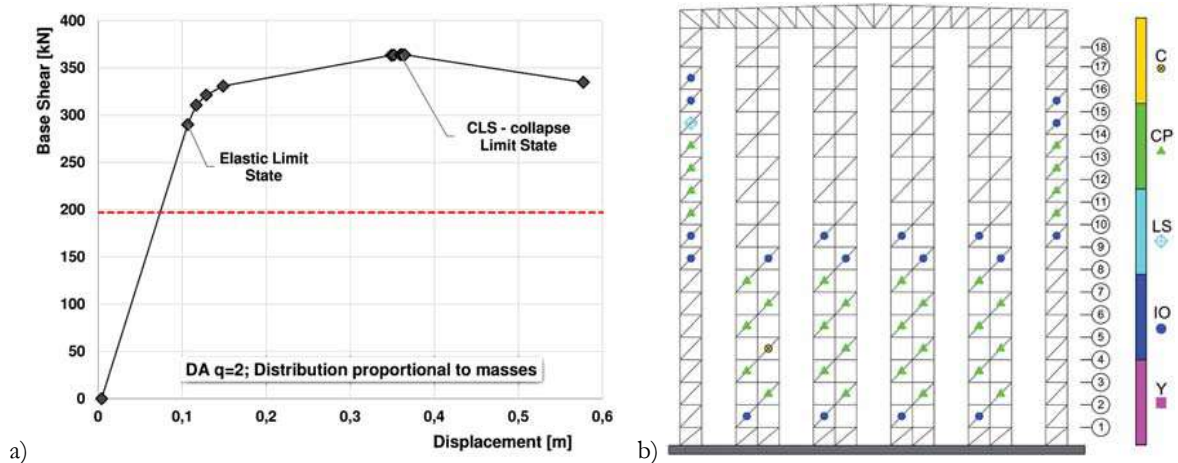 400
350
300
250
200
150
100
50
0
Base Shear [kN]
Elastic Limit
State
CLS - collapse
Limit State
DA q=2; Distribution proportional to masses
0
0,1
0,2
0,3
0,4
0,5
0,6
Displacement [m]
a)
18
17
16
15
14
13
12
11
10
9
8
7
6
5
4
3
2
1
C
CP
LS
IO
Y
b)